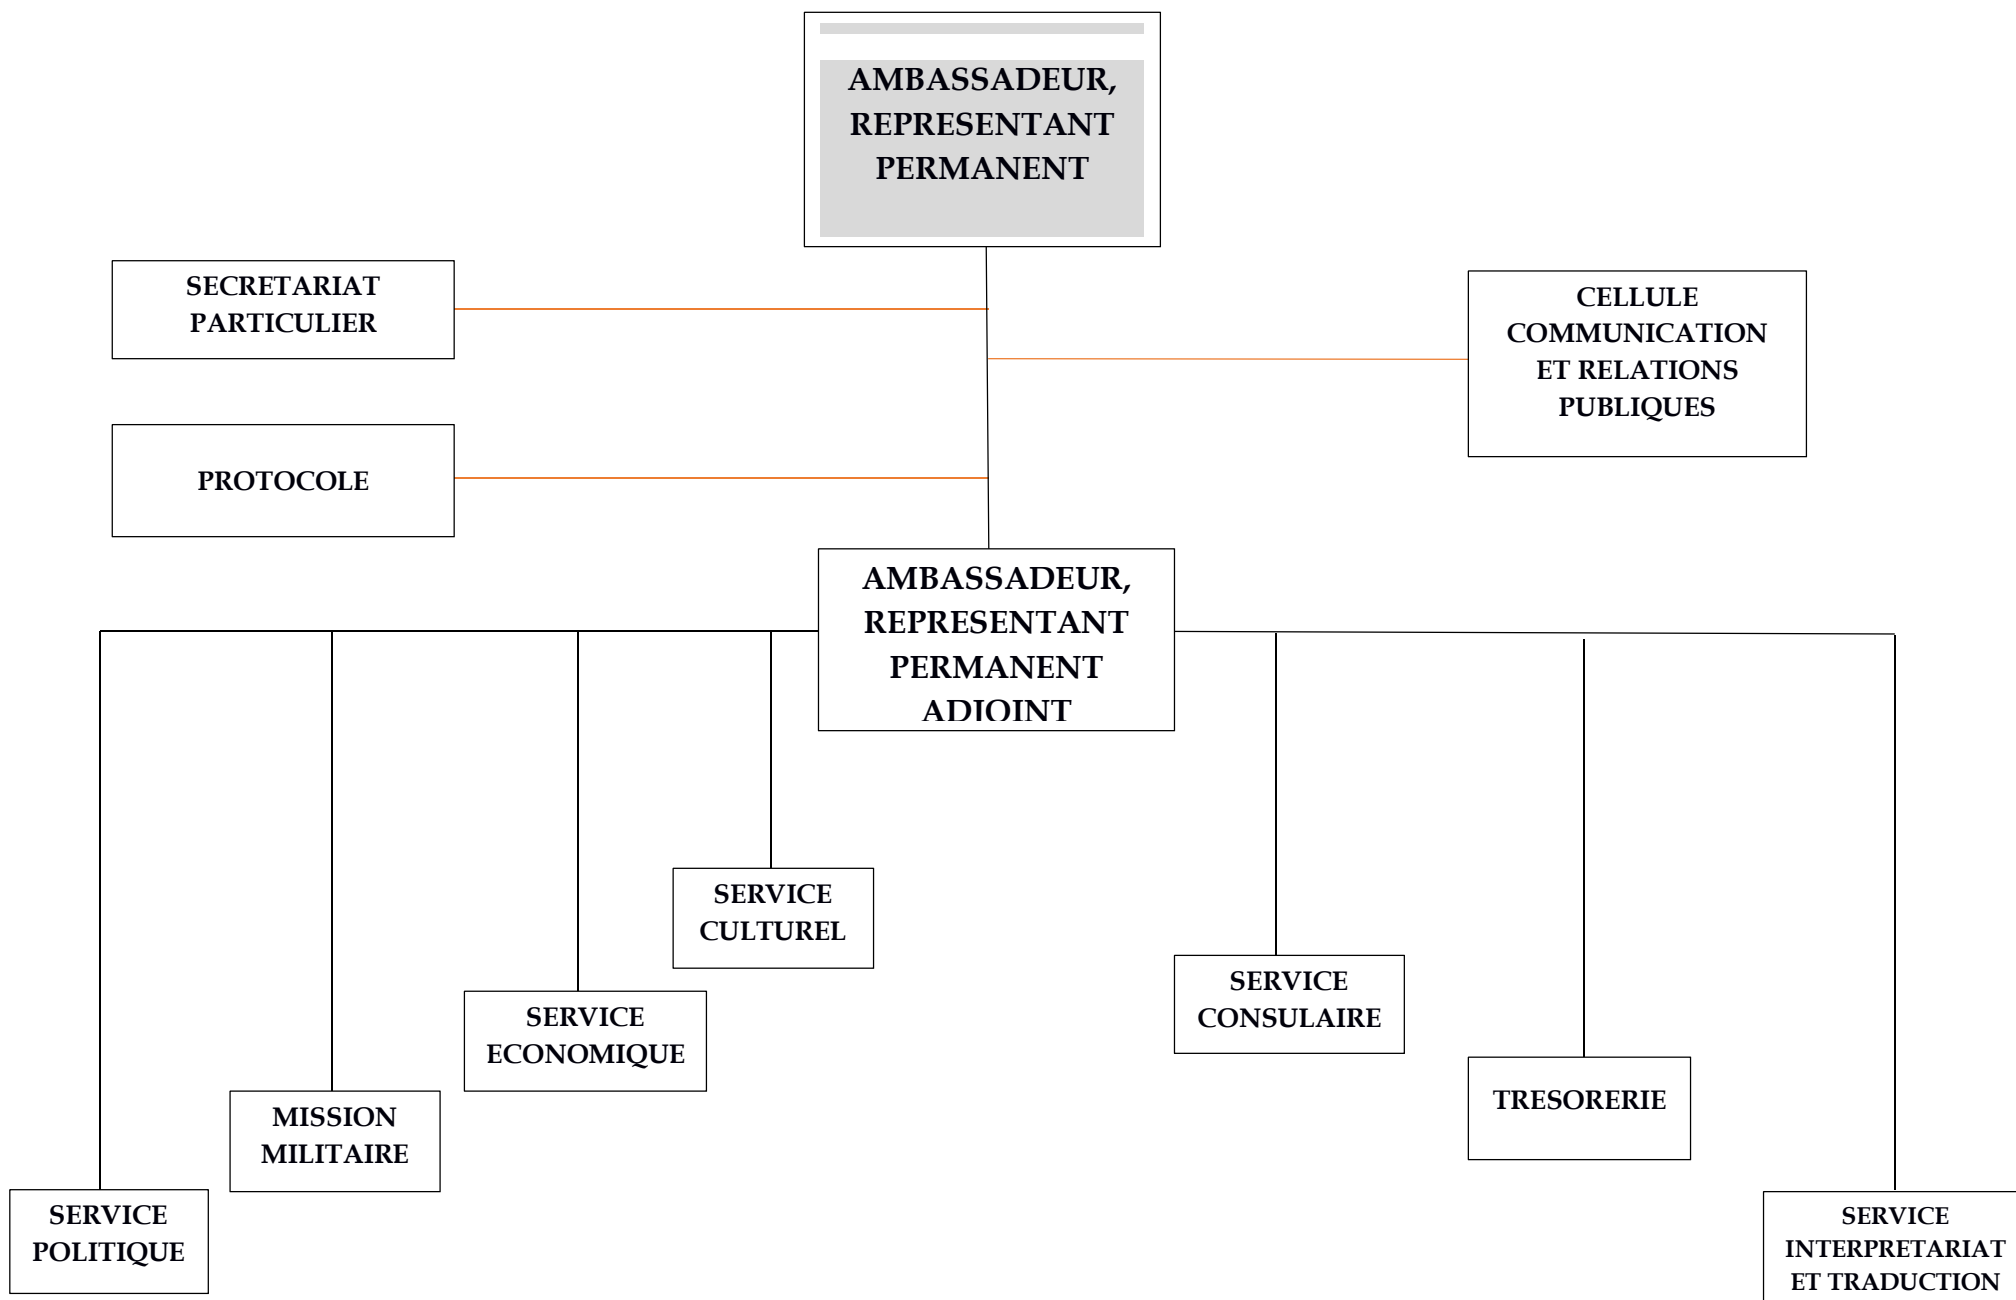 AMBASSADEUR,
REPRESENTANT
PERMANENT
SECRETARIAT
PARTICULIER
CELLULE
COMMUNICATION
ET RELATIONS
PUBLIQUES
PROTOCOLE
AMBASSADEUR,
REPRESENTANT
PERMANENT
ADJOINT
SERVICE
CULTUREL
SERVICE
CONSULAIRE
SERVICE
ECONOMIQUE
TRESORERIE
MISSION
MILITAIRE
SERVICE
POLITIQUE
SERVICE
INTERPRETARIAT
ET TRADUCTION